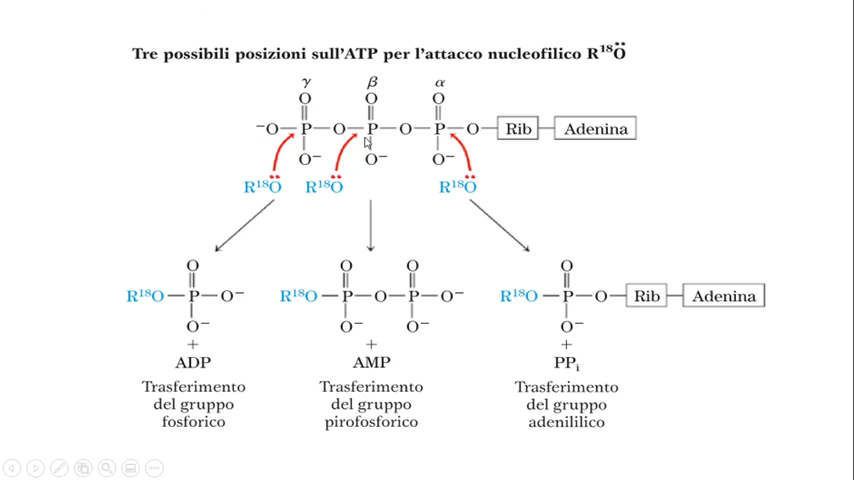 Tre possibili posizioni sull'ATP per l'attacco nucleofilico R¹⁸Ö
γ β α
O O O
⁻O—P—O—P—O—P—O—Rib—Adenina
O⁻ O⁻ O⁻
R¹⁸Ö R¹⁸Ö R¹⁸Ö
O O O O
R¹⁸O—P—O⁻ R¹⁸O—P—O—P—O⁻ R¹⁸O—P—O—Rib—Adenina
O⁻ O⁻ O⁻ O⁻
+ + +
ADP AMP PPᵢ
Trasferimento Trasferimento Trasferimento
del gruppo del gruppo del gruppo
fosforico pirofosforico adenililico